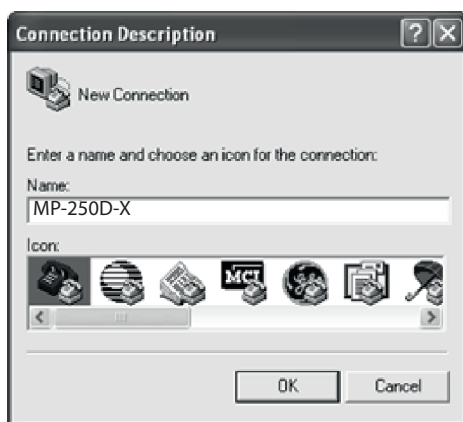 Connection Description
New Connection
Enter a name and choose an icon for the connection:
Name:
MP-250D-X
Icon:
MCI
OK Cancel